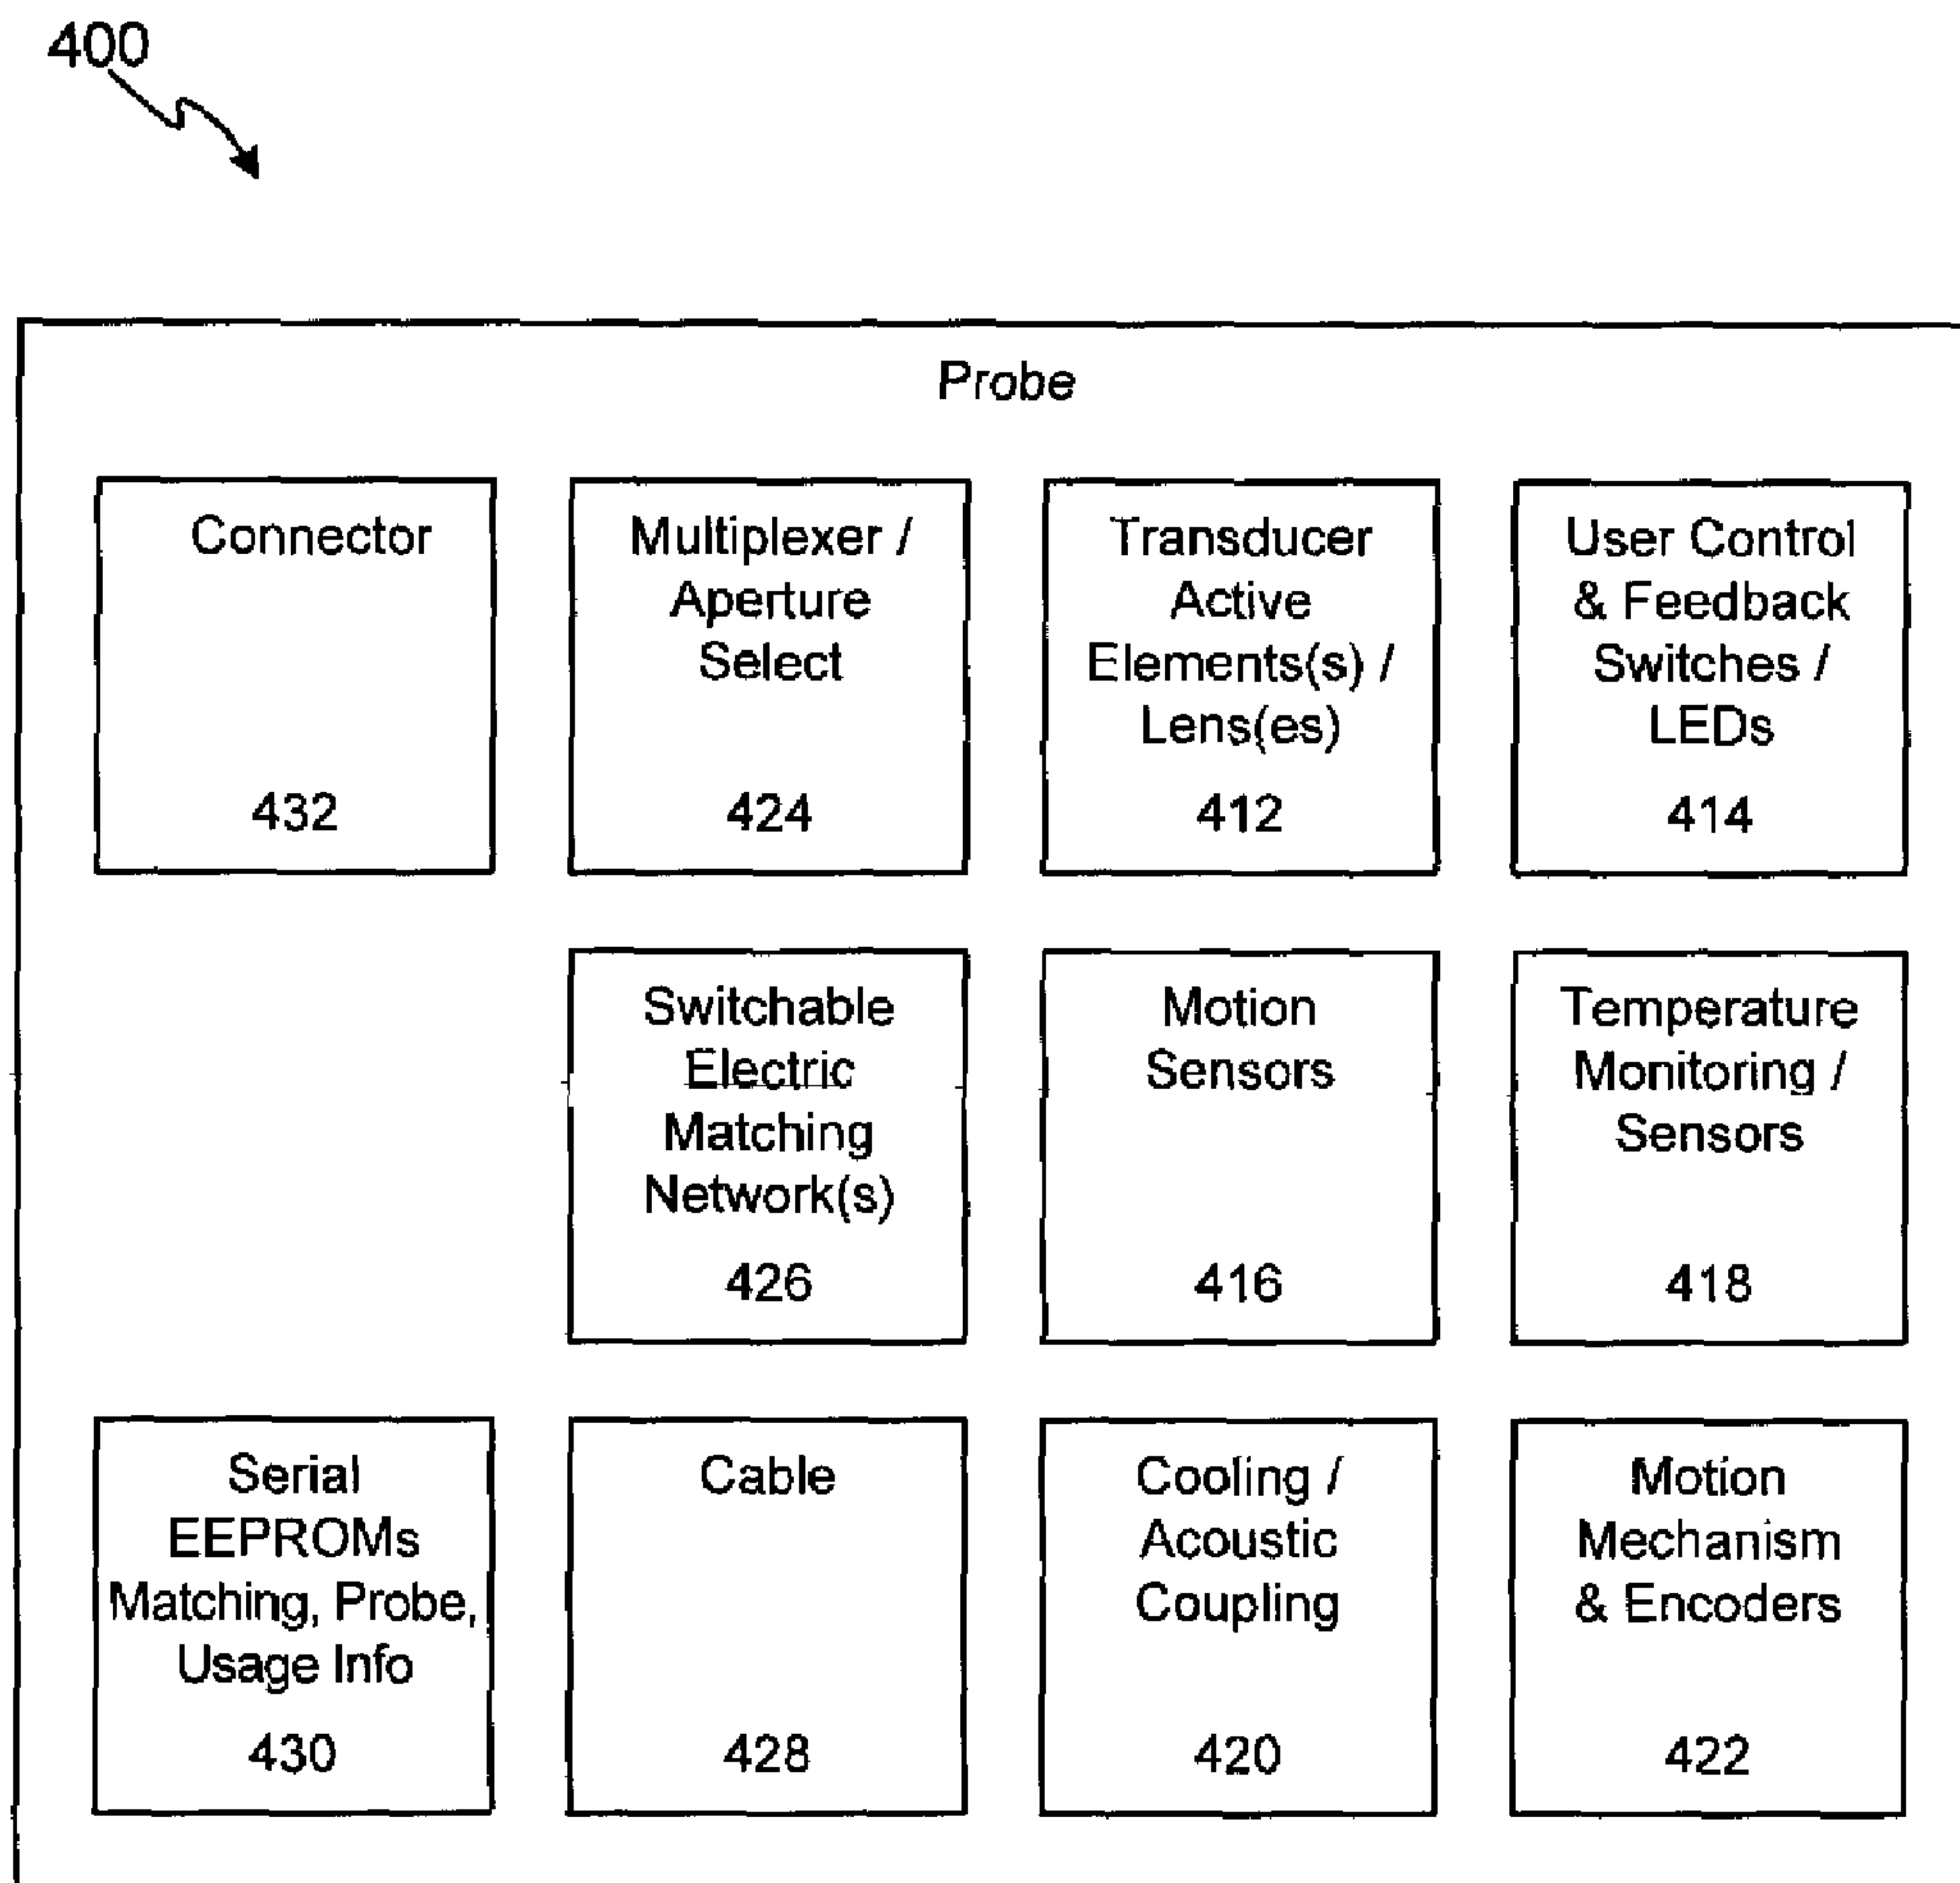 400
Probe
Connector
432
Multiplexer /
Aperture
Select
424
Transducer
Active
Elements(s) /
Lens(es)
412
User Control
& Feedback
Switches /
LEDs
414
Switchable
Electric
Matching
Network(s)
426
Motion
Sensors
416
Temperature
Monitoring /
Sensors
418
Serial
EEPROMs
Matching, Probe,
Usage Info
430
Cable
428
Cooling /
Acoustic
Coupling
420
Motion
Mechanism
& Encoders
422